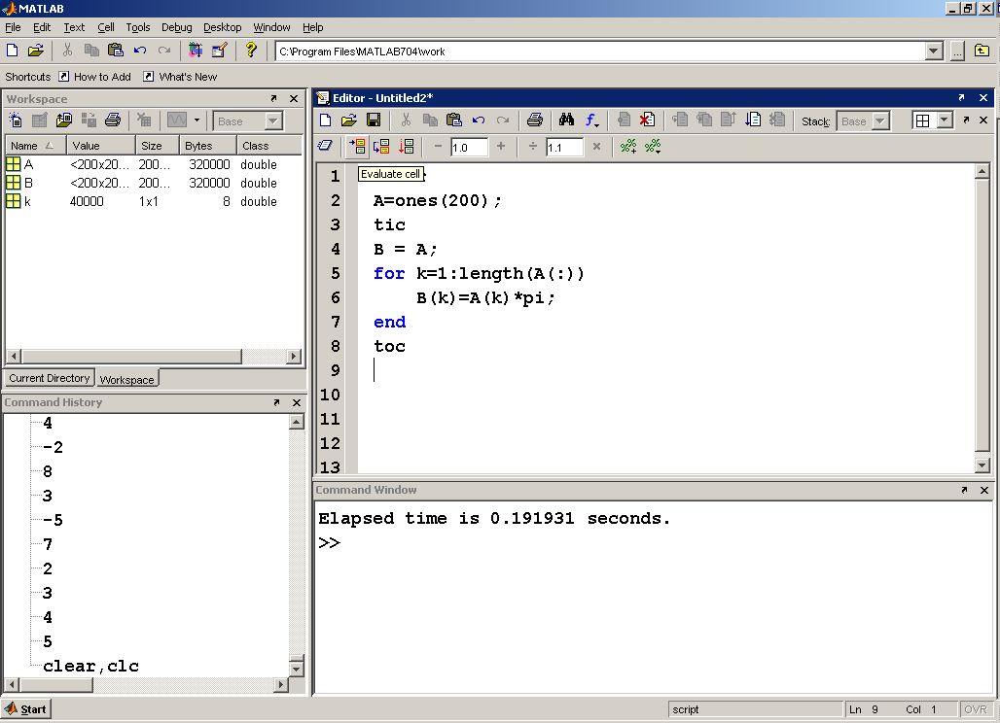 MATLAB
File Edit Text Cell Tools Debug Desktop Window Help
C:\Program Files\MATLAB704\work
...
Shortcuts How to Add What's New
Workspace
Base
Name Value Size Bytes Class
A <200x20... 200... 320000 double
B <200x20... 200... 320000 double
k 40000 1x1 8 double
Current Directory Workspace
Command History
4
-2
8
3
-5
7
2
3
4
5
clear,clc
Editor - Untitled2*
Stack: Base
- 1.0 + ÷ 1.1 ×
Evaluate cell
1
2 A=ones(200);
3 tic
4 B = A;
5 for k=1:length(A(:))
6 B(k)=A(k)*pi;
7 end
8 toc
9
10
11
12
13
Command Window
Elapsed time is 0.191931 seconds.
>>
Start
script Ln 9 Col 1 OVR